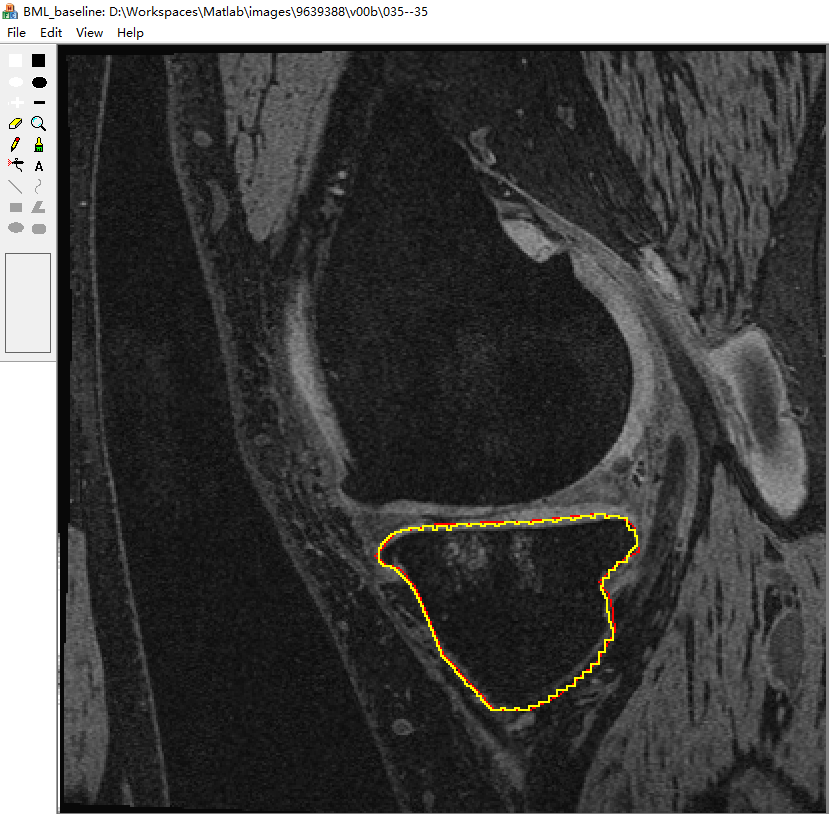 BML_baseline: D:\Workspaces\Matlab\images\9639388\v00b\035--35
File Edit View Help
A